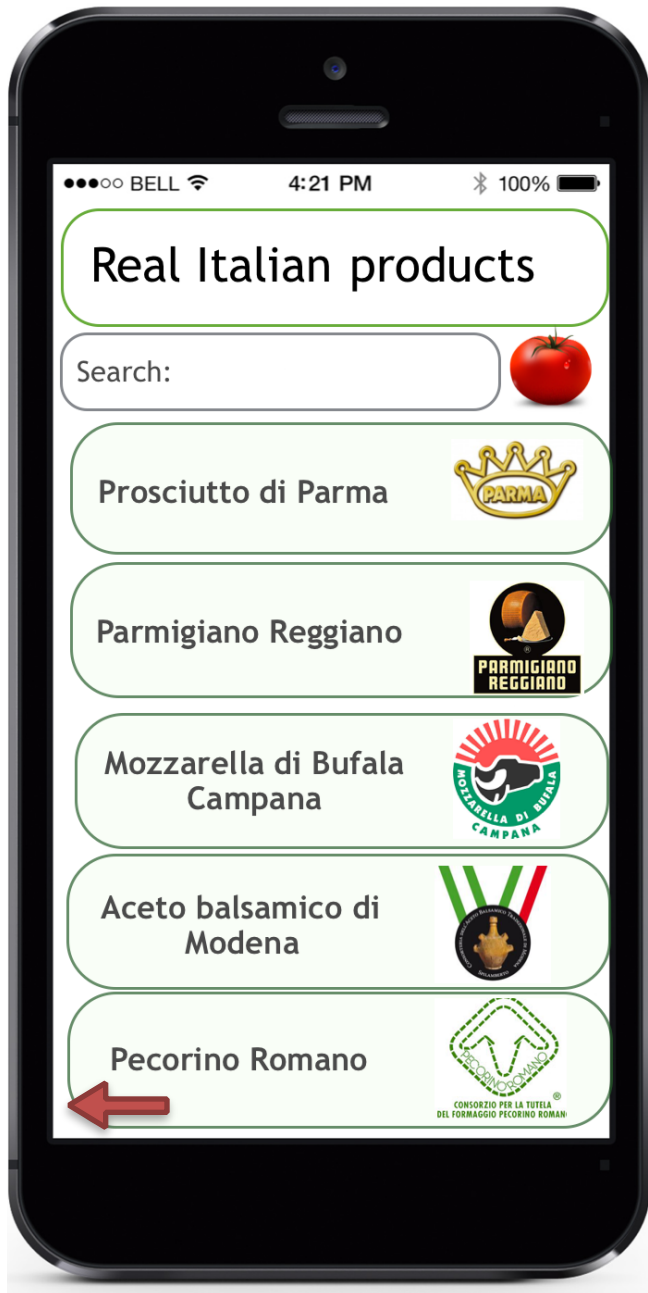 BELL 4:21 PM 100%
Real Italian products
Search:
Prosciutto di Parma
PARMA
Parmigiano Reggiano
PARMIGIANO
REGGIANO
Mozzarella di Bufala
Campana
MOZZARELLA DI BUFALA
CAMPANA
Aceto balsamico di
Modena
Pecorino Romano
PECORINO ROMANO
CONSORZIO PER LA TUTELA
DEL FORMAGGIO PECORINO ROMAN